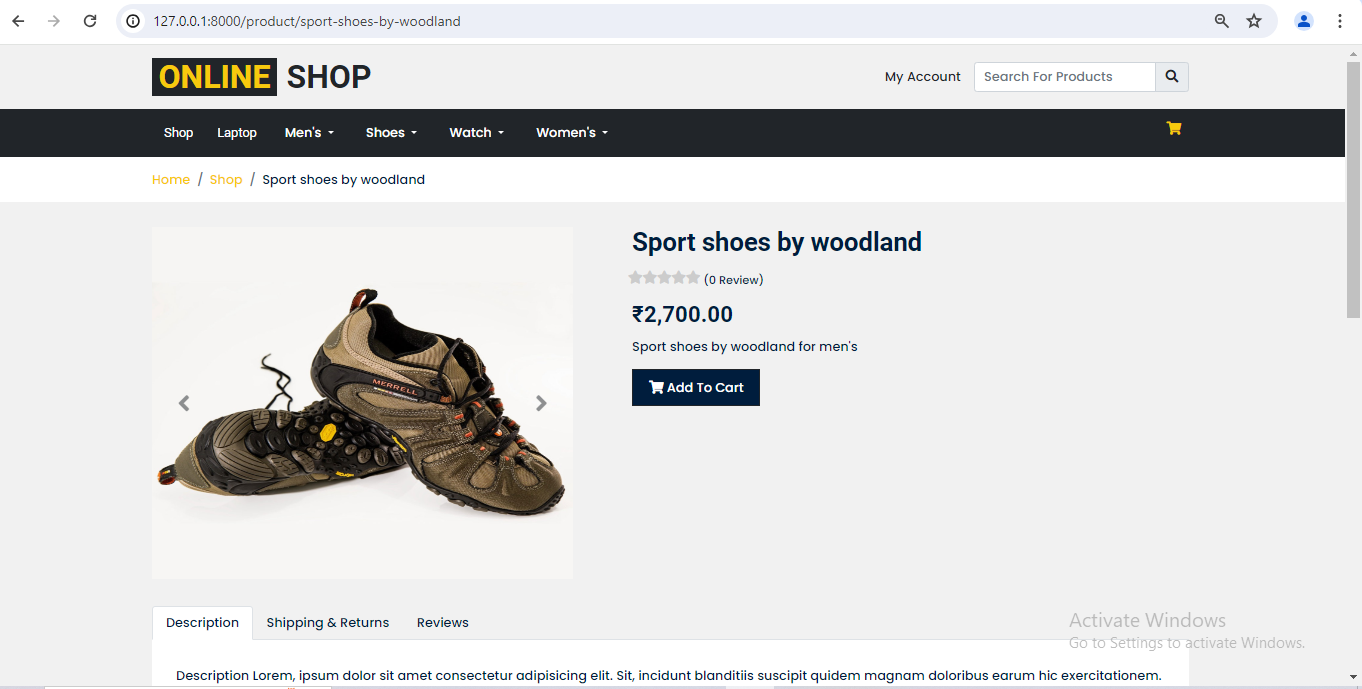 127.0.0.1:8000/product/sport-shoes-by-woodland
ONLINE SHOP
My Account
Search For Products
Shop Laptop Men's Shoes Watch Women's
Home / Shop / Sport shoes by woodland
Sport shoes by woodland
(0 Review)
₹2,700.00
Sport shoes by woodland for men's
Add To Cart
MERRELL
Description Shipping & Returns Reviews
Activate Windows
Go to Settings to activate Windows.
Description Lorem, ipsum dolor sit amet consectetur adipisicing elit. Sit, incidunt blanditiis suscipit quidem magnam doloribus earum hic exercitationem.